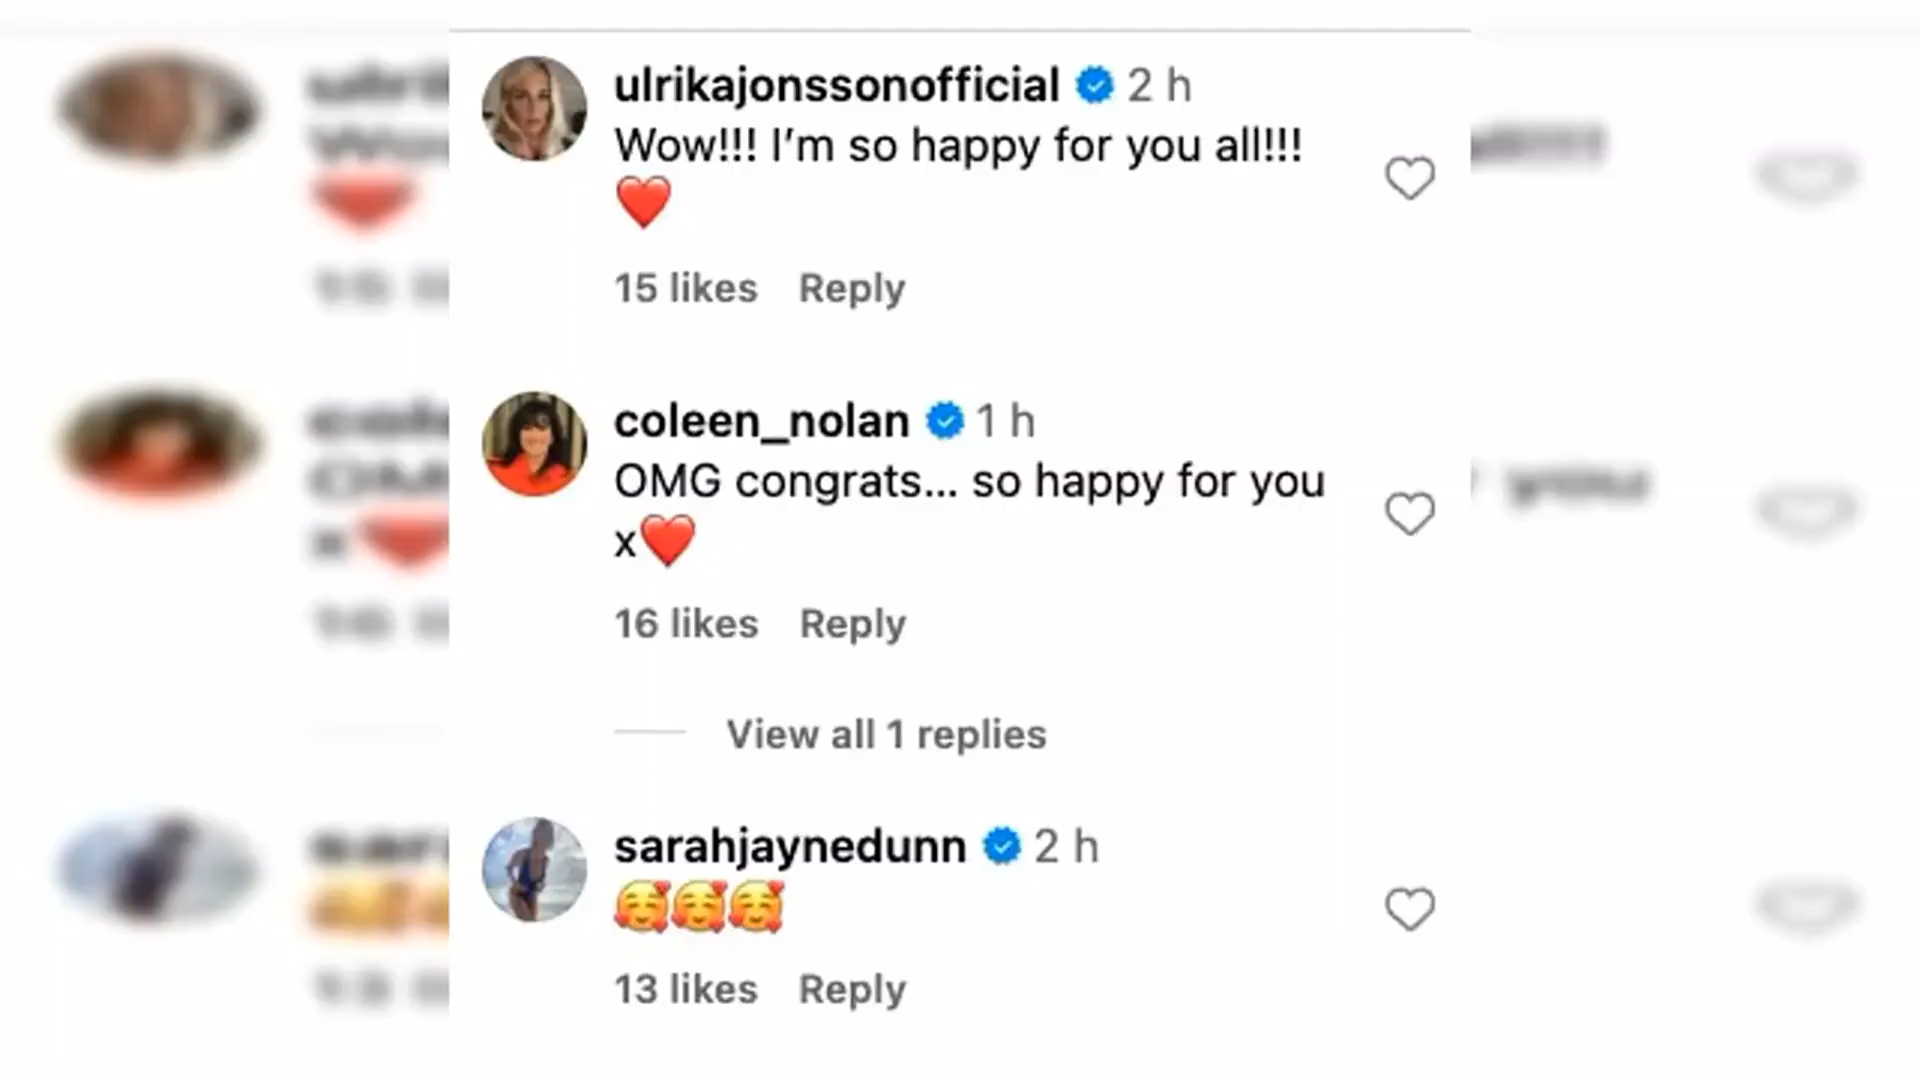 ulrikajonssonofficial 2 h
Wow!!! I’m so happy for you all!!!
❤️
15 likes Reply
coleen_nolan 1 h
OMG congrats... so happy for you
x❤️
16 likes Reply
View all 1 replies
sarahjaynedunn 2 h
🥰🥰🥰
13 likes Reply